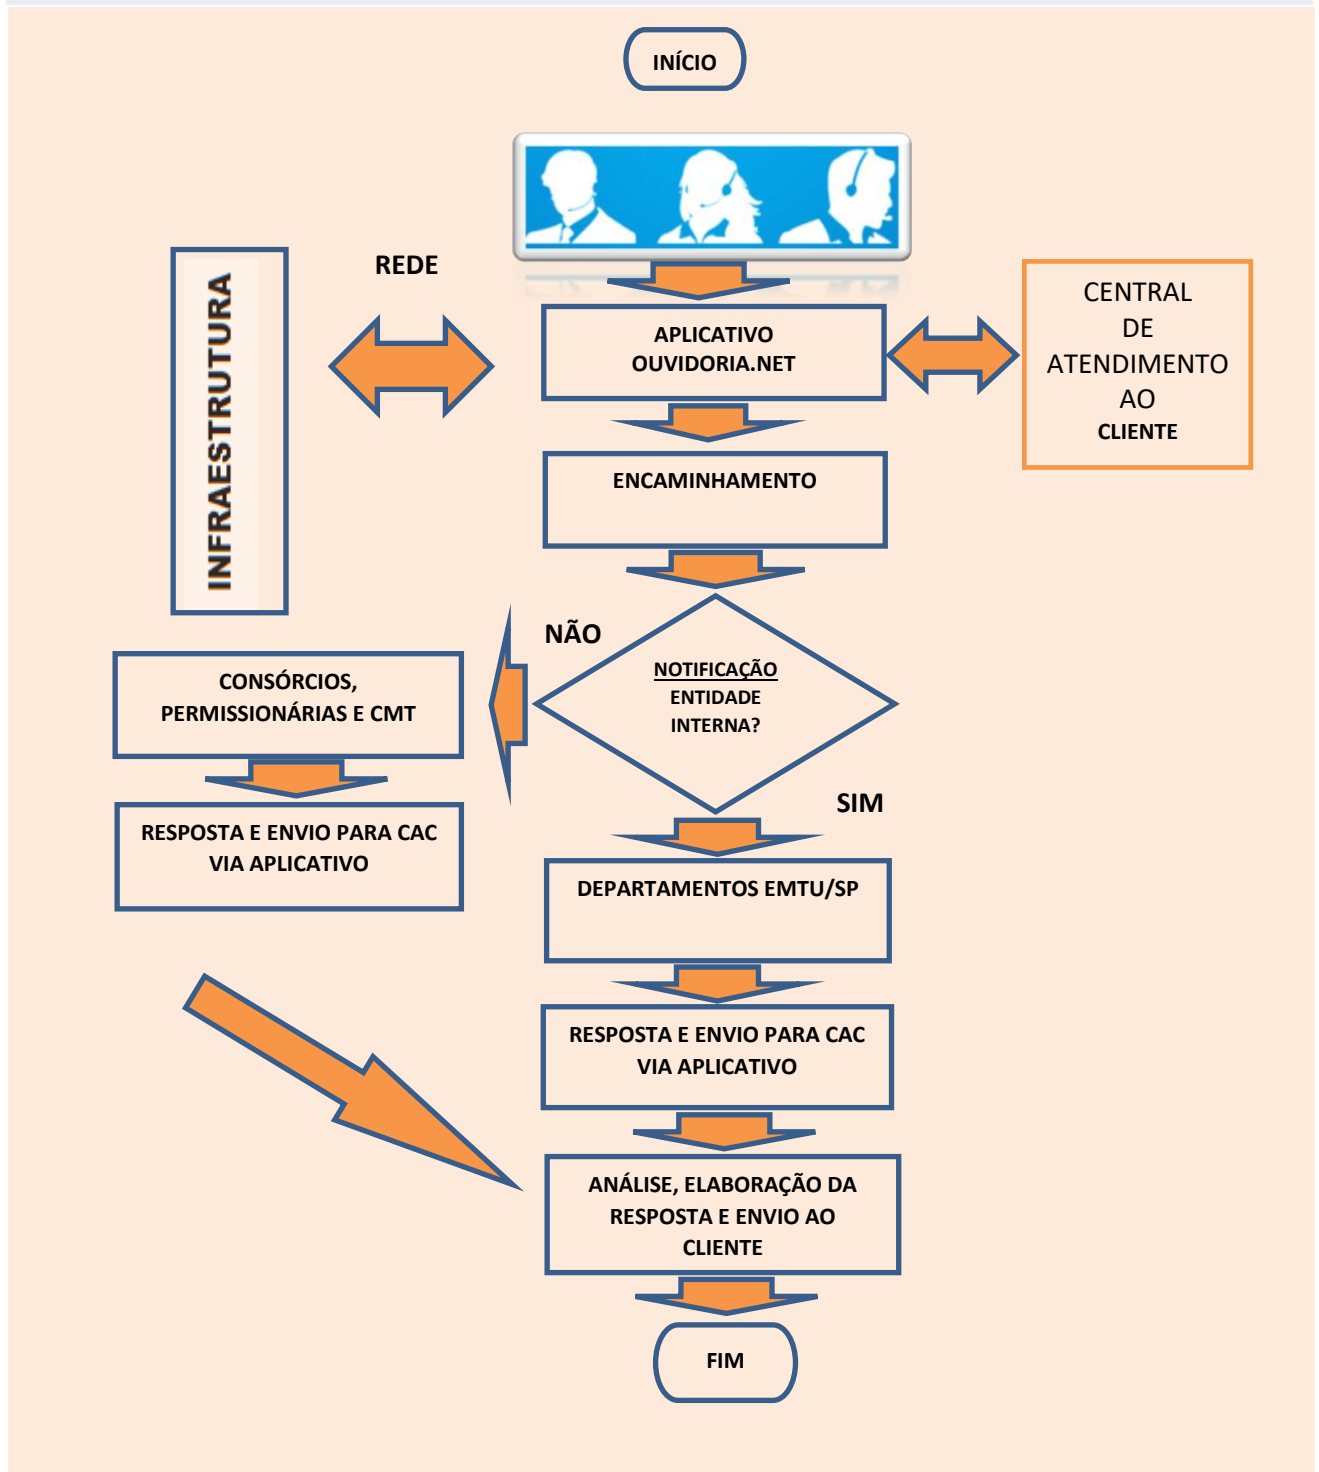 INÍCIO
REDE
INFRAESTRUTURA
APLICATIVO
OUVIDORIA.NET
CENTRAL
DE
ATENDIMENTO
AO
CLIENTE
ENCAMINHAMENTO
NÃO
NOTIFICAÇÃO
ENTIDADE
INTERNA?
CONSÓRCIOS,
PERMISSIONÁRIAS E CMT
SIM
RESPOSTA E ENVIO PARA CAC
VIA APLICATIVO
DEPARTAMENTOS EMTU/SP
RESPOSTA E ENVIO PARA CAC
VIA APLICATIVO
ANÁLISE, ELABORAÇÃO DA
RESPOSTA E ENVIO AO
CLIENTE
FIM